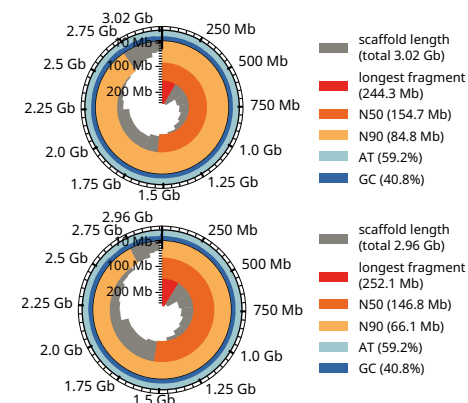 3.02 Gb
2.75 Gb
250 Mb
10 Mb
2.5 Gb
100 Mb
500 Mb
200 Mb
2.25 Gb
750 Mb
2.0 Gb
1.0 Gb
1.75 Gb
1.25 Gb
1.5 Gb
scaffold length
(total 3.02 Gb)
longest fragment
(244.3 Mb)
N50 (154.7 Mb)
N90 (84.8 Mb)
AT (59.2%)
GC (40.8%)
2.96 Gb
2.75 Gb
250 Mb
10 Mb
2.5 Gb
100 Mb
500 Mb
200 Mb
2.25 Gb
750 Mb
2.0 Gb
1.0 Gb
1.75 Gb
1.25 Gb
1.5 Gb
scaffold length
(total 2.96 Gb)
longest fragment
(252.1 Mb)
N50 (146.8 Mb)
N90 (66.1 Mb)
AT (59.2%)
GC (40.8%)